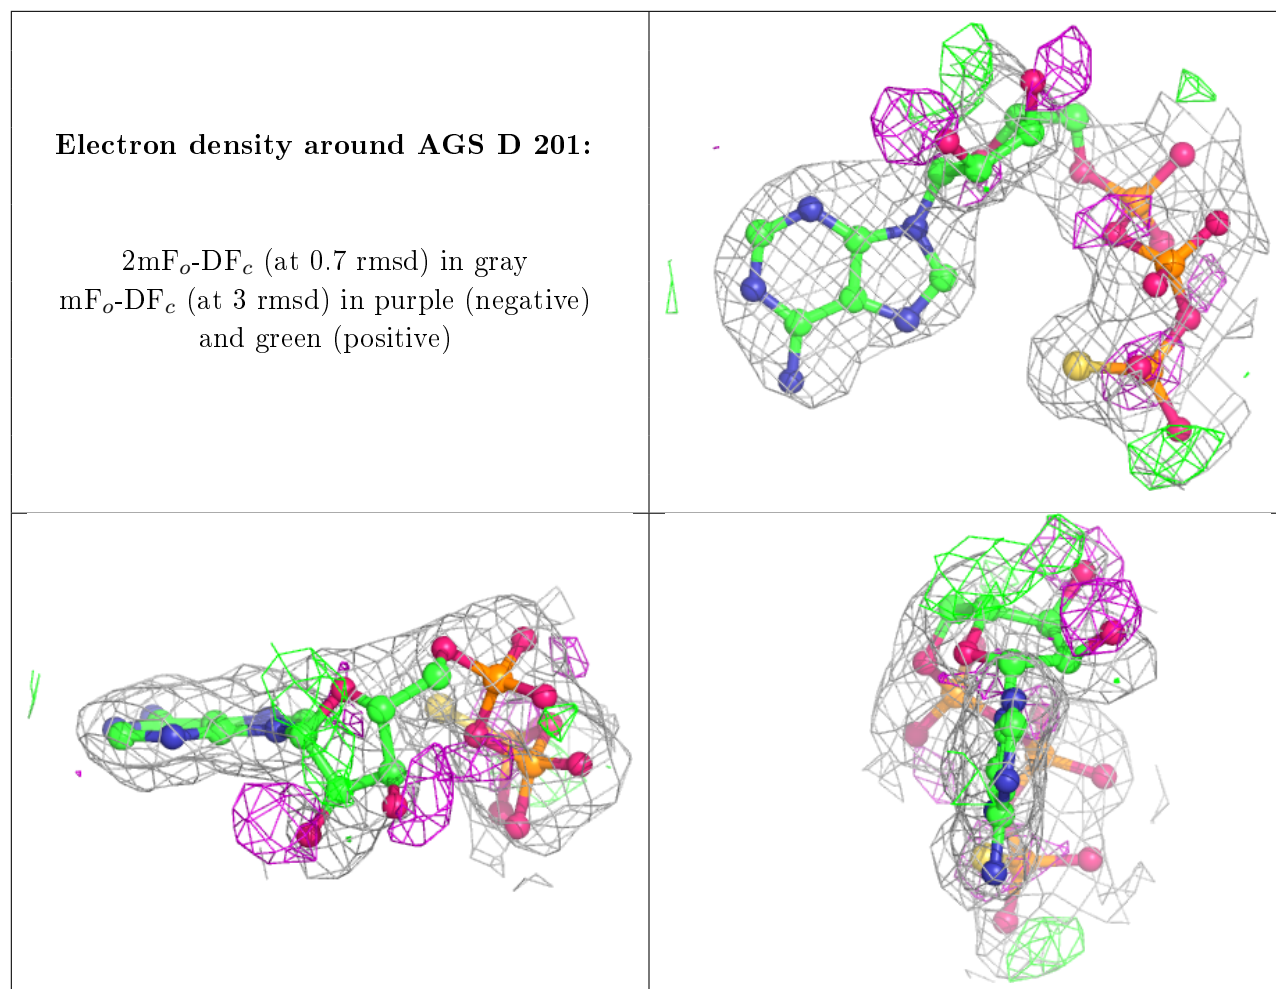 Electron density around AGS D 201:
2mFo-DFc (at 0.7 rmsd) in gray
mFo-DFc (at 3 rmsd) in purple (negative)
and green (positive)